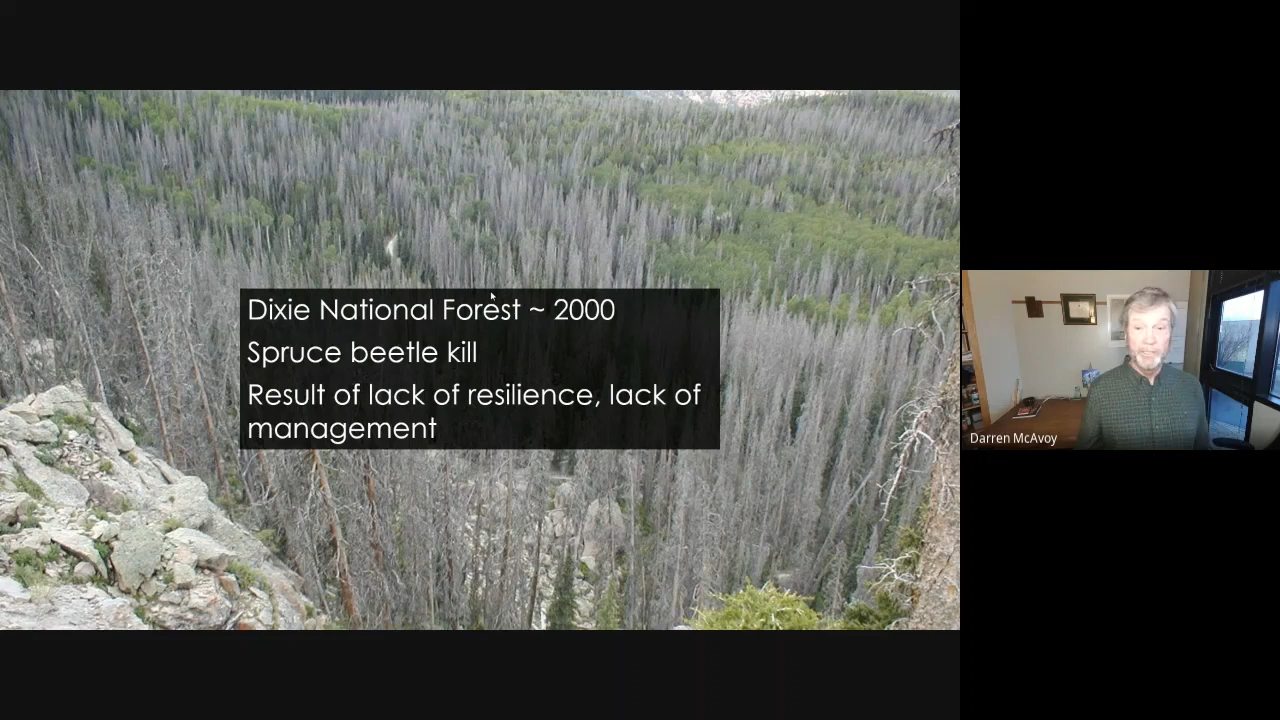 Dixie National Forest ~ 2000
Spruce beetle kill
Result of lack of resilience, lack of
management
Darren McAvoy